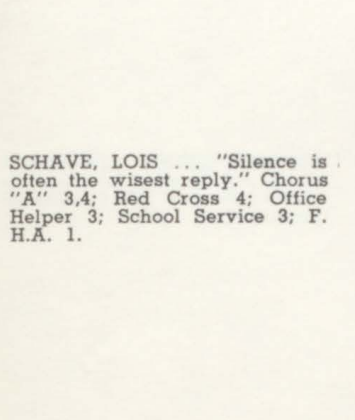 SCHAVE, LOIS ... "Silence is
often the wisest reply." Chorus
"A" 3,4; Red Cross 4; Office
Helper 3; School Service 3; F.
H.A. 1.